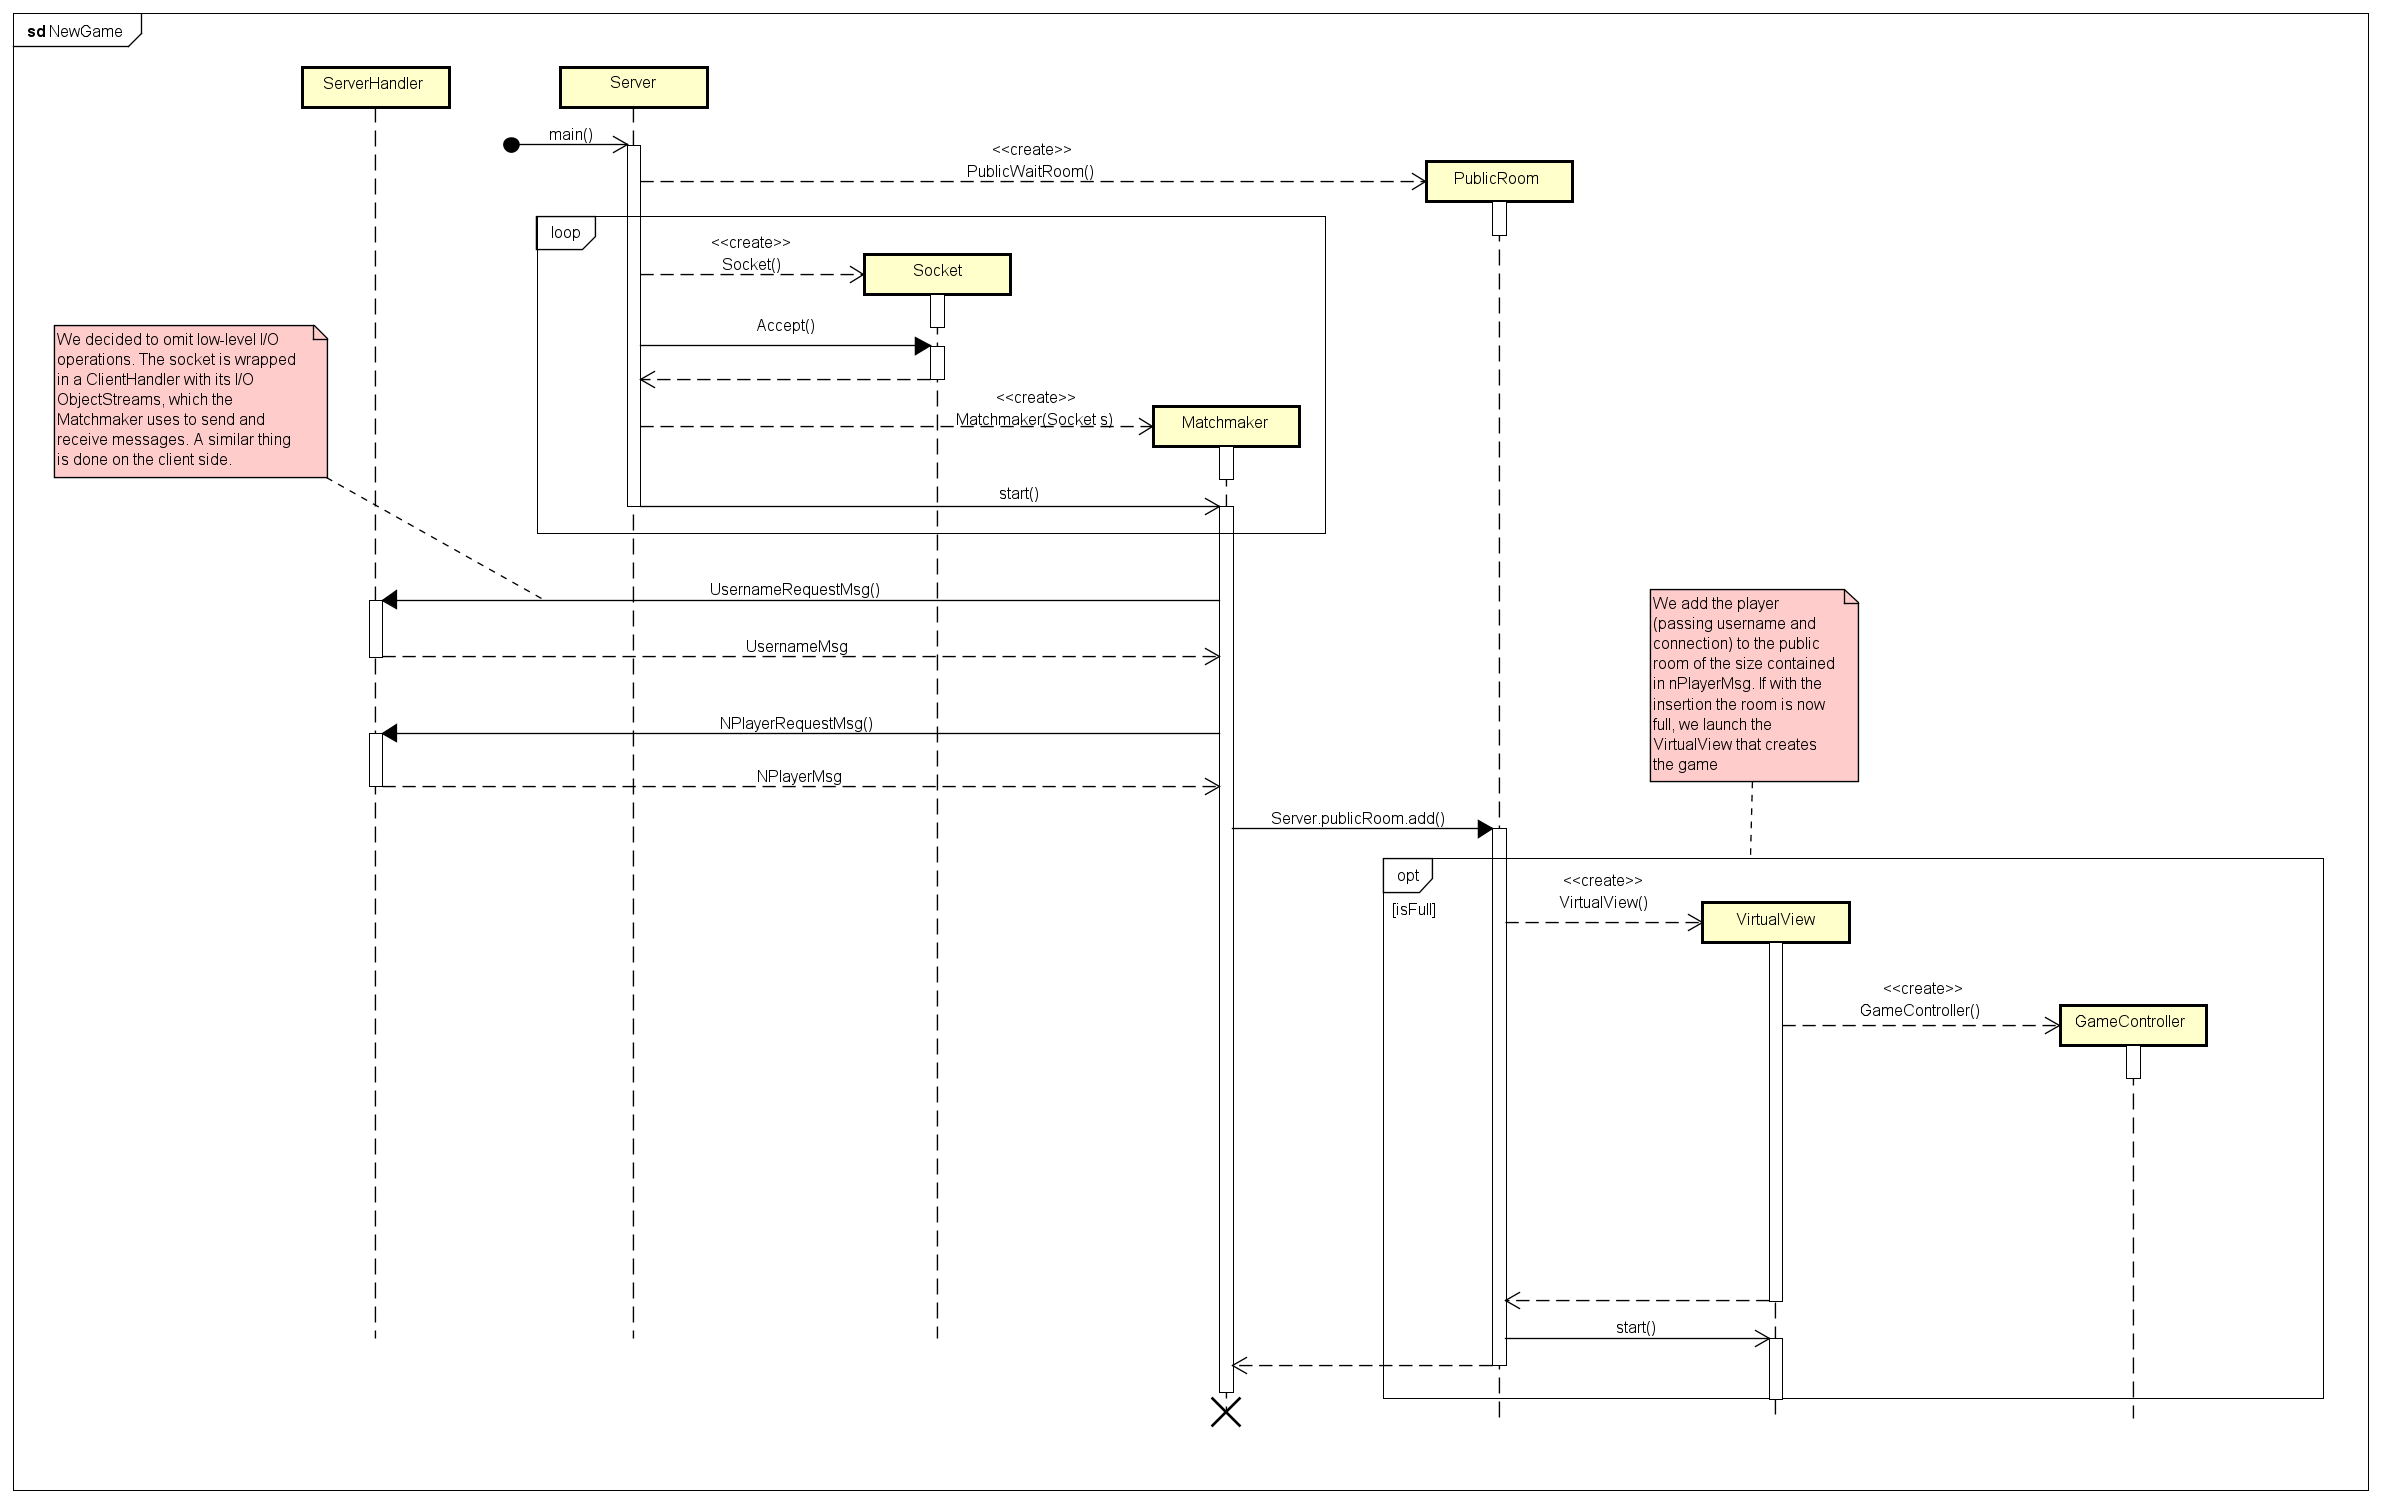 sd NewGame
ServerHandler
Server
main()
<<create>>
PublicWaitRoom()
PublicRoom
loop
<<create>>
Socket()
Socket
We decided to omit low-level I/O
operations. The socket is wrapped
in a ClientHandler with its I/O
ObjectStreams, which the
Matchmaker uses to send and
receive messages. A similar thing
is done on the client side.
Accept()
<<create>>
Matchmaker(Socket s)
Matchmaker
start()
UsernameRequestMsg()
UsernameMsg
We add the player
(passing username and
connection) to the public
room of the size contained
in nPlayerMsg. If with the
insertion the room is now
full, we launch the
VirtualView that creates
the game
NPlayerRequestMsg()
NPlayerMsg
Server.publicRoom.add()
opt
[isFull]
<<create>>
VirtualView()
VirtualView
<<create>>
GameController()
GameController
start()